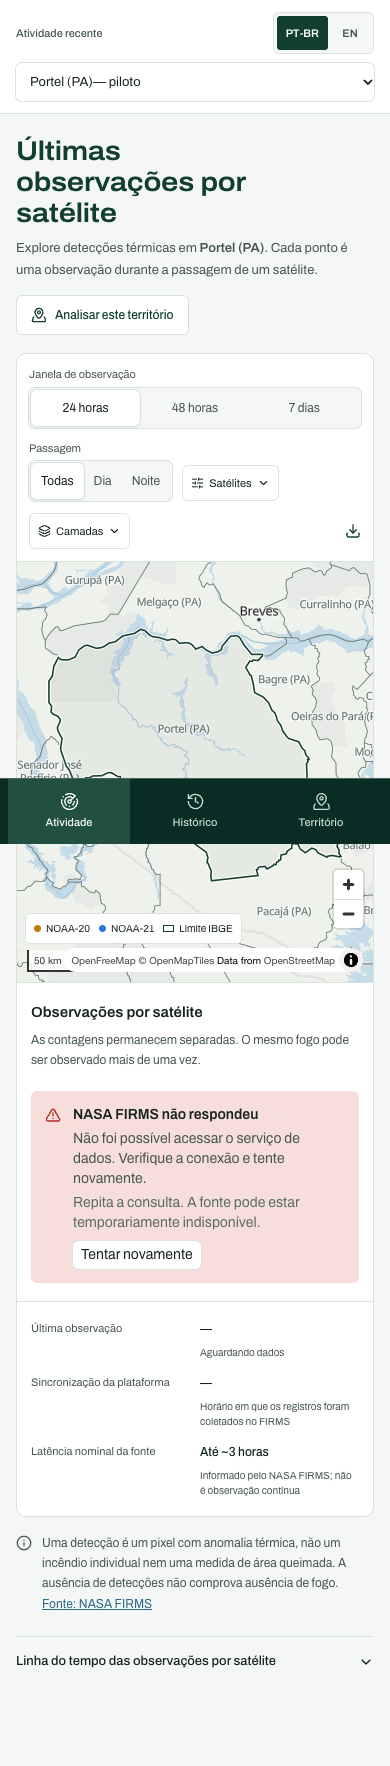 Atividade recente
PT-BR
EN
Portel (PA)— piloto
Últimas
observações por
satélite
Explore detecções térmicas em Portel (PA). Cada ponto é
uma observação durante a passagem de um satélite.
Analisar este território
Janela de observação
24 horas
48 horas
7 dias
Passagem
Todas
Dia
Noite
Satélites
Camadas
Gurupá (PA)
Melgaço (PA)
Breves
Curralinho (PA)
Bagre (PA)
Oeiras do Pará (P
Portel (PA)
Senador José
Atividade
Histórico
Território
Pacajá (PA)
NOAA-20
NOAA-21
Limite IBGE
50 km
OpenFreeMap © OpenMapTiles Data from OpenStreetMap
Observações por satélite
As contagens permanecem separadas. O mesmo fogo pode
ser observado mais de uma vez.
NASA FIRMS não respondeu
Não foi possível acessar o serviço de
dados. Verifique a conexão e tente
novamente.
Repita a consulta. A fonte pode estar
temporariamente indisponível.
Tentar novamente
Última observação
—
Aguardando dados
Sincronização da plataforma
—
Horário em que os registros foram
coletados no FIRMS
Latência nominal da fonte
Até ~3 horas
Informado pelo NASA FIRMS; não
é observação contínua
Uma detecção é um pixel com anomalia térmica, não um
incêndio individual nem uma medida de área queimada. A
ausência de detecções não comprova ausência de fogo.
Fonte: NASA FIRMS
Linha do tempo das observações por satélite